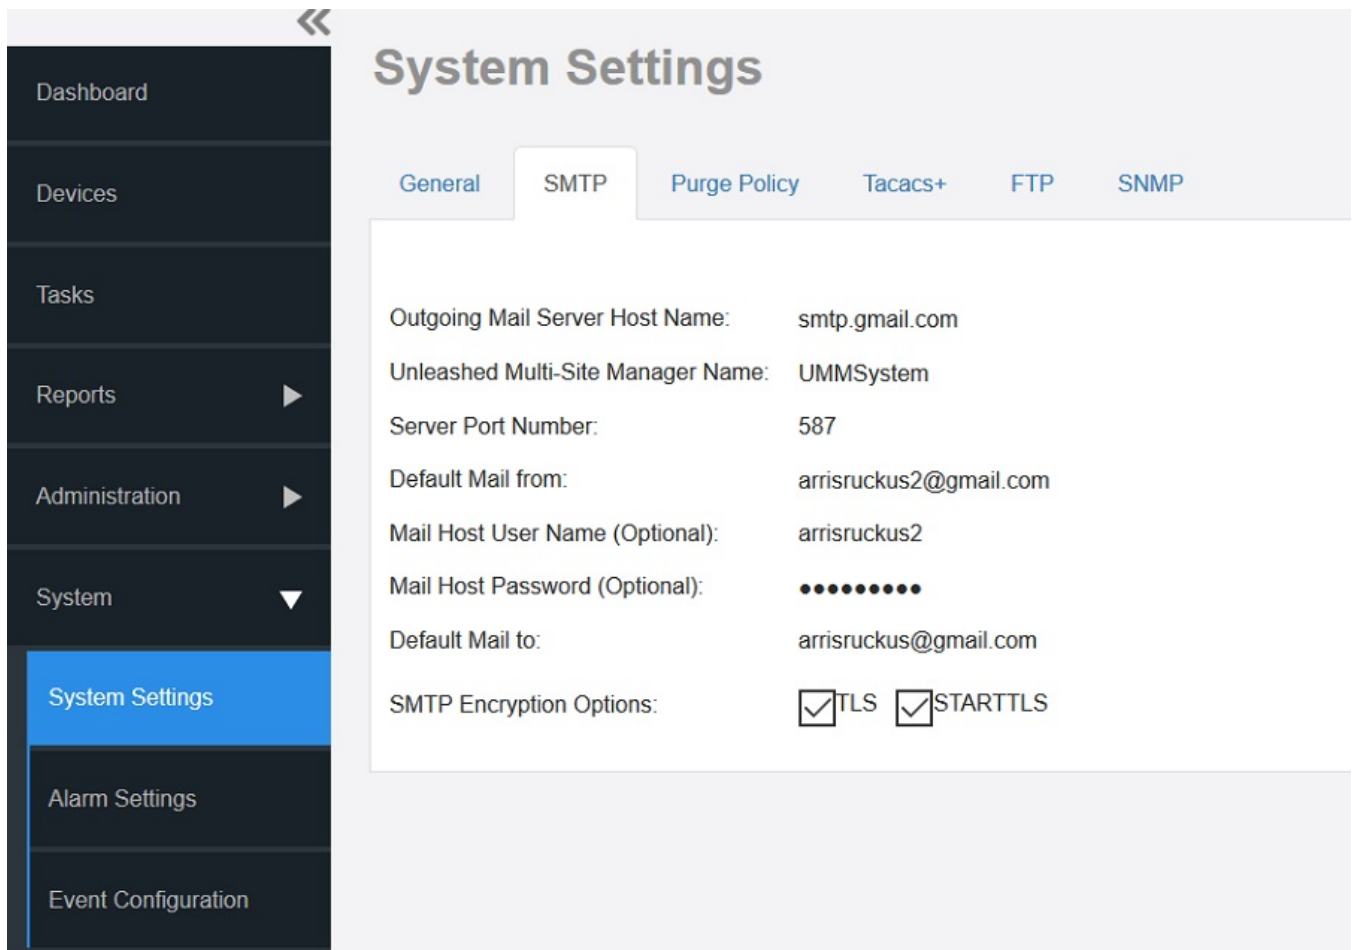 Dashboard
Devices
Tasks
Reports
Administration
System
System Settings
Alarm Settings
Event Configuration
System Settings
General SMTP Purge Policy Tacacs+ FTP SNMP
Outgoing Mail Server Host Name: smtp.gmail.com
Unleashed Multi-Site Manager Name: UMMSystem
Server Port Number: 587
Default Mail from: arrisruckus2@gmail.com
Mail Host User Name (Optional): arrisruckus2
Mail Host Password (Optional): •••••••••
Default Mail to: arrisruckus@gmail.com
SMTP Encryption Options: TLS STARTTLS